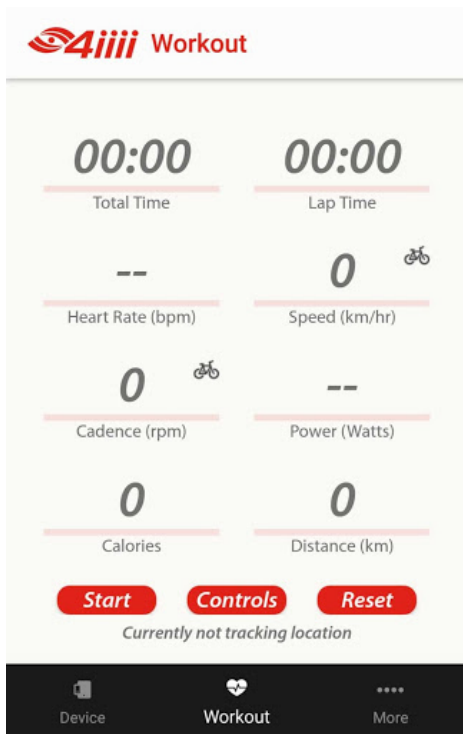 4iiii Workout
00:00 00:00
Total Time Lap Time
-- 0
Heart Rate (bpm) Speed (km/hr)
0 --
Cadence (rpm) Power (Watts)
0 0
Calories Distance (km)
Start Controls Reset
Currently not tracking location
Device Workout More